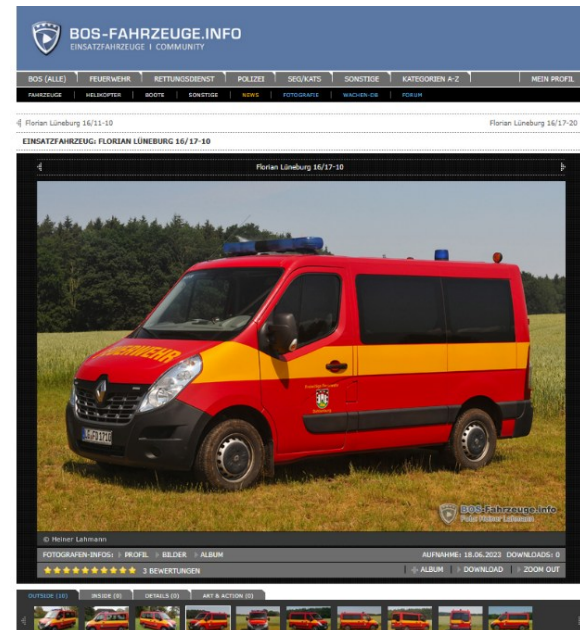 BOS-FAHRZEUGE.INFO
EINSATZFAHRZEUGE I COMMUNITY
BOS (ALLE) FEUERWEHR RETTUNGSDIENST POLIZEI SEG/KATS SONSTIGE KATEGORIEN A-Z MEIN PROFIL
FAHRZEUGE HELIKOPTER BOOTE SONSTIGE NEWS FOTOGRAFIE WACHEN-DB FORUM
Florian Lüneburg 16/11-10 Florian Lüneburg 16/17-20
EINSATZFAHRZEUG: FLORIAN LÜNEBURG 16/17-10
Florian Lüneburg 16/17-10
FEUERWEHR
BOS-Fahrzeuge.info
Foto: Heiner Lahmann
© Heiner Lahmann
FOTOGRAFEN-INFOS: PROFIL BILDER ALBUM AUFNAHME: 18.06.2023 DOWNLOADS: 0
3 BEWERTUNGEN ALBUM DOWNLOAD ZOOM OUT
OUTSIDE (10) INSIDE (0) DETAILS (0) ART & ACTION (0)